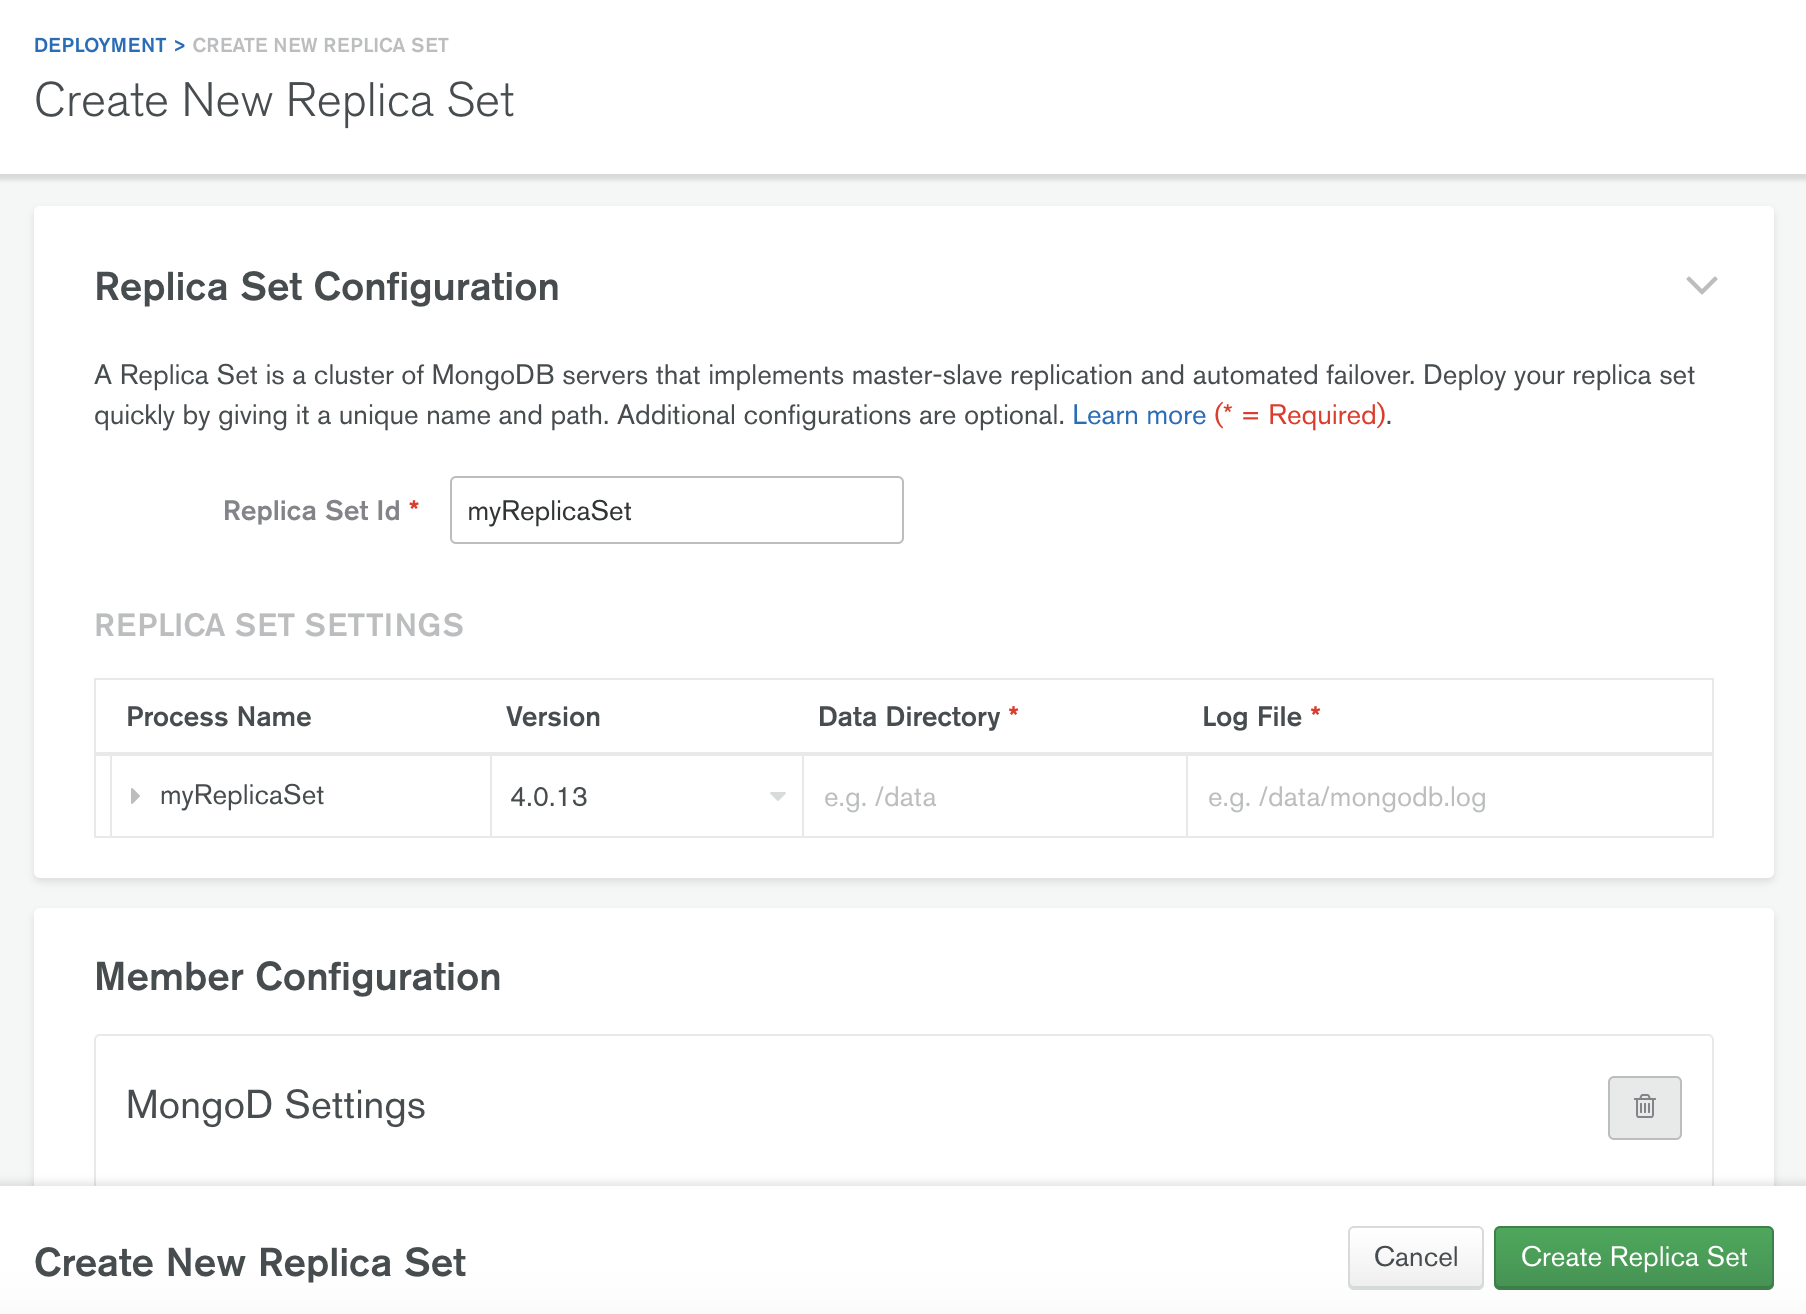 DEPLOYMENT > CREATE NEW REPLICA SET
Create New Replica Set
Replica Set Configuration
A Replica Set is a cluster of MongoDB servers that implements master-slave replication and automated failover. Deploy your replica set
quickly by giving it a unique name and path. Additional configurations are optional. Learn more (* = Required).
Replica Set Id * myReplicaSet
REPLICA SET SETTINGS
Process Name Version Data Directory * Log File *
myReplicaSet 4.0.13 e.g. /data e.g. /data/mongodb.log
Member Configuration
MongoD Settings
Create New Replica Set Cancel Create Replica Set